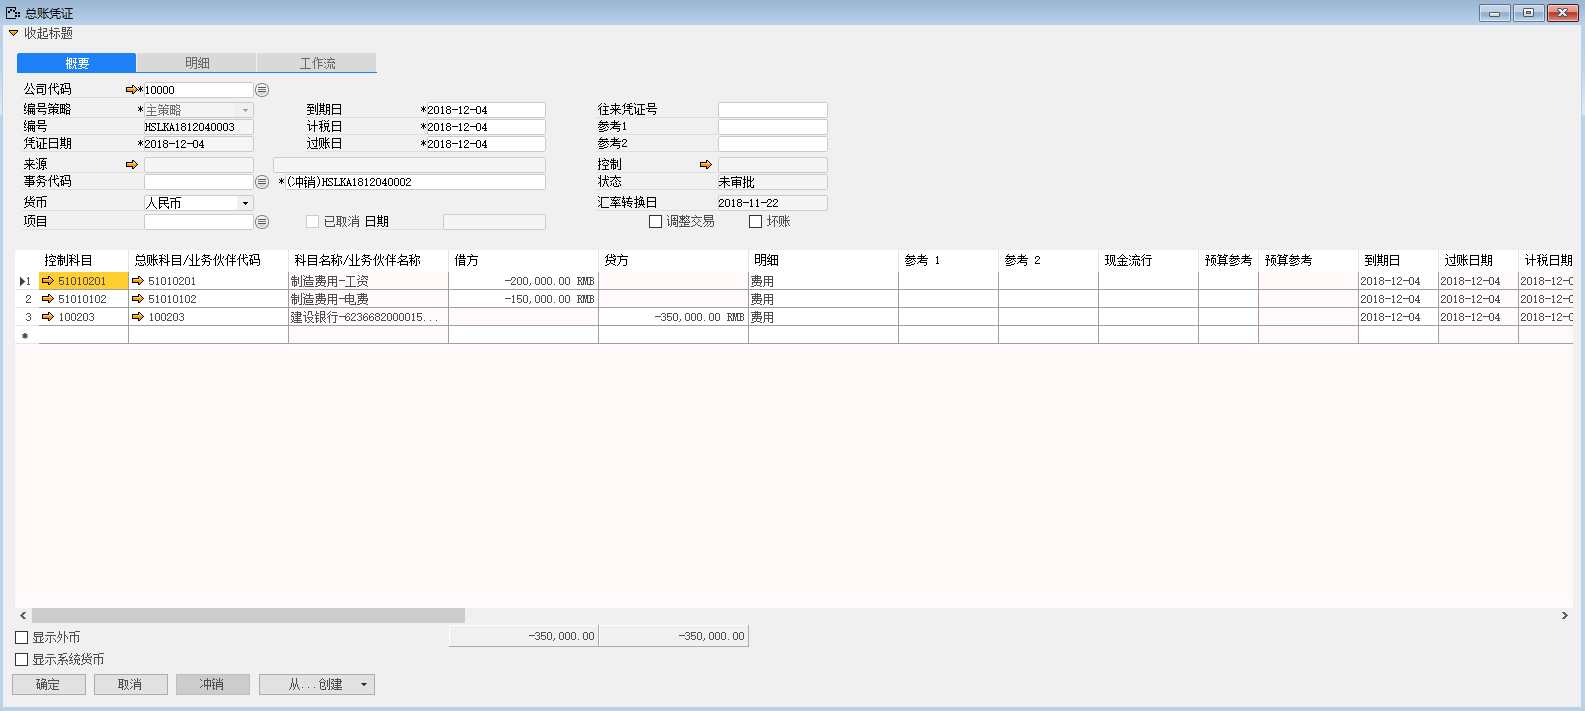 总账凭证
收起标题
概要 明细 工作流
公司代码 *10000
编号策略 *主策略 到期日 *2018-12-04 往来凭证号
编号 HSLKA1812040003 计税日 *2018-12-04 参考1
凭证日期 *2018-12-04 过账日 *2018-12-04 参考2
来源 控制
事务代码 *(冲销)HSLKA1812040002 状态 未审批
货币 人民币 汇率转换日 2018-11-22
项目 已取消 日期 调整交易 坏账
控制科目 总账科目/业务伙伴代码 科目名称/业务伙伴名称 借方 贷方 明细 参考 1 参考 2 现金流行 预算参考 预算参考 到期日 过账日期 计税日期
1 51010201 51010201 制造费用-工资 -200,000.00 RMB 费用 2018-12-04 2018-12-04 2018-12-0
2 51010102 51010102 制造费用-电费 -150,000.00 RMB 费用 2018-12-04 2018-12-04 2018-12-0
3 100203 100203 建设银行-6236682000015... -350,000.00 RMB 费用 2018-12-04 2018-12-04 2018-12-0
*
显示外币 -350,000.00 -350,000.00
显示系统货币
确定 取消 冲销 从...创建